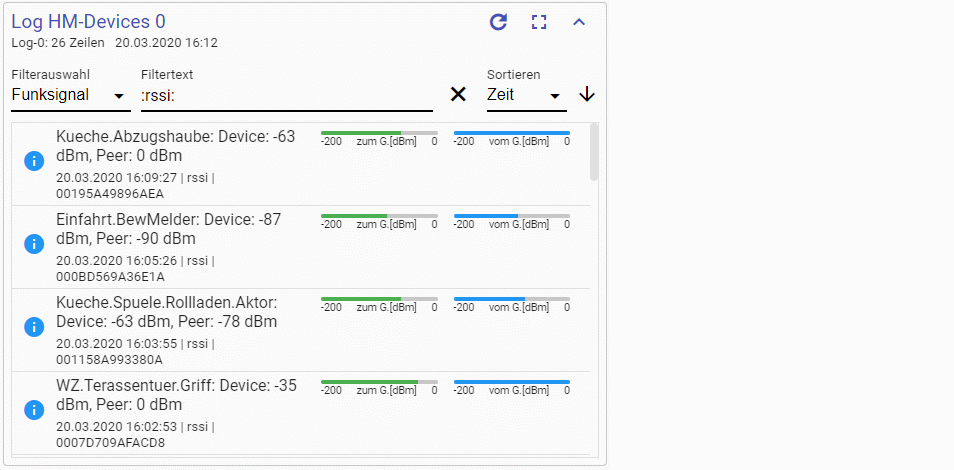 Log HM-Devices 0
Log-0: 26 Zeilen 20.03.2020 16:12
Filterauswahl Filtertext Sortieren
Funksignal :rssi: Zeit
Kueche.Abzugshaube: Device: -63
dBm, Peer: 0 dBm
20.03.2020 16:09:27 | rssi |
00195A49896AEA
-200 zum G.[dBm] 0 -200 vom G.[dBm] 0
Einfahrt.BewMelder: Device: -87
dBm, Peer: -90 dBm
20.03.2020 16:05:26 | rssi |
000BD569A36E1A
-200 zum G.[dBm] 0 -200 vom G.[dBm] 0
Kueche.Spuele.Rollladen.Aktor:
Device: -63 dBm, Peer: -78 dBm
20.03.2020 16:03:55 | rssi |
001158A993380A
-200 zum G.[dBm] 0 -200 vom G.[dBm] 0
WZ.Terassentuer.Griff: Device: -35
dBm, Peer: 0 dBm
20.03.2020 16:02:53 | rssi |
0007D709AFACD8
-200 zum G.[dBm] 0 -200 vom G.[dBm] 0